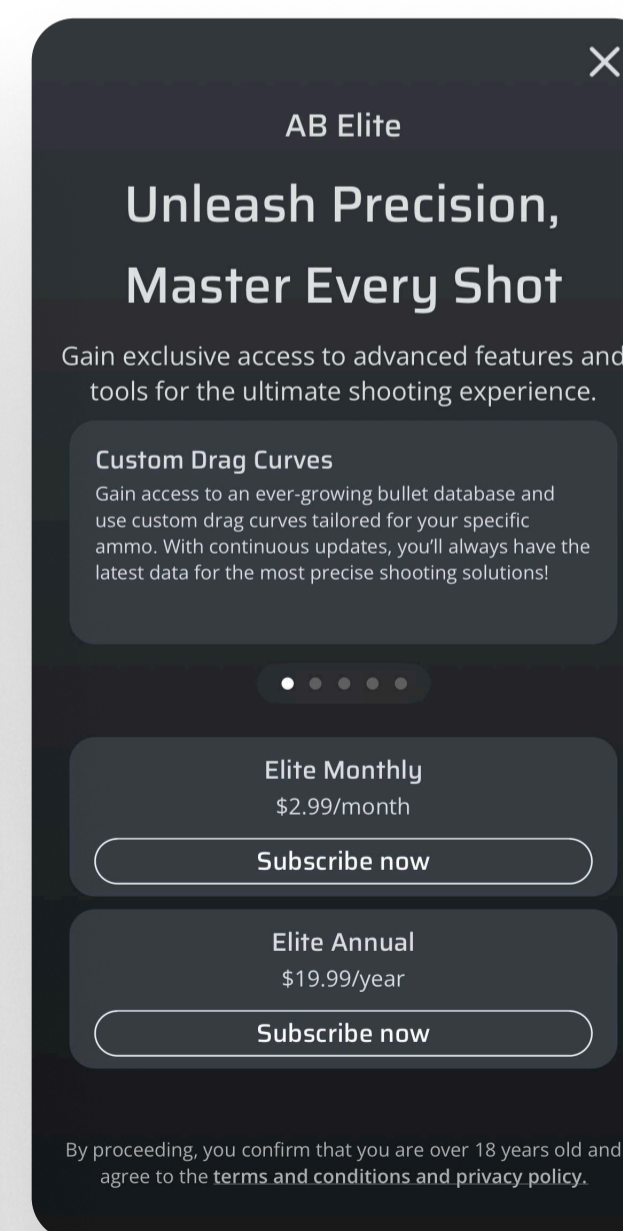 AB Elite
Unleash Precision,
Master Every Shot
Gain exclusive access to advanced features and
tools for the ultimate shooting experience.
Custom Drag Curves
Gain access to an ever-growing bullet database and
use custom drag curves tailored for your specific
ammo. With continuous updates, you’ll always have the
latest data for the most precise shooting solutions!
Elite Monthly
$2.99/month
Subscribe now
Elite Annual
$19.99/year
Subscribe now
By proceeding, you confirm that you are over 18 years old and
agree to the terms and conditions and privacy policy.